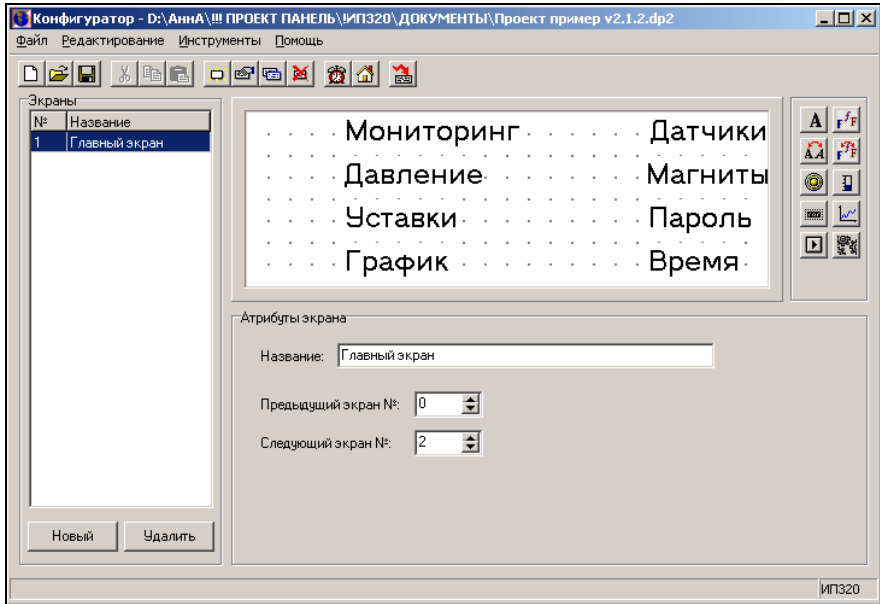 Конфигуратор - D:\АннА\!!! ПРОЕКТ ПАНЕЛЬ\!ИП320\ДОКУМЕНТЫ\Проект пример v2.1.2.dp2
Файл Редактирование Инструменты Помощь
Экраны
№ Название
1 Главный экран
Мониторинг Датчики
Давление Магниты
Уставки Пароль
График Время
Атрибуты экрана
Название: Главный экран
Предыдущий экран №: 0
Следующий экран №: 2
Новый Удалить
ИП320